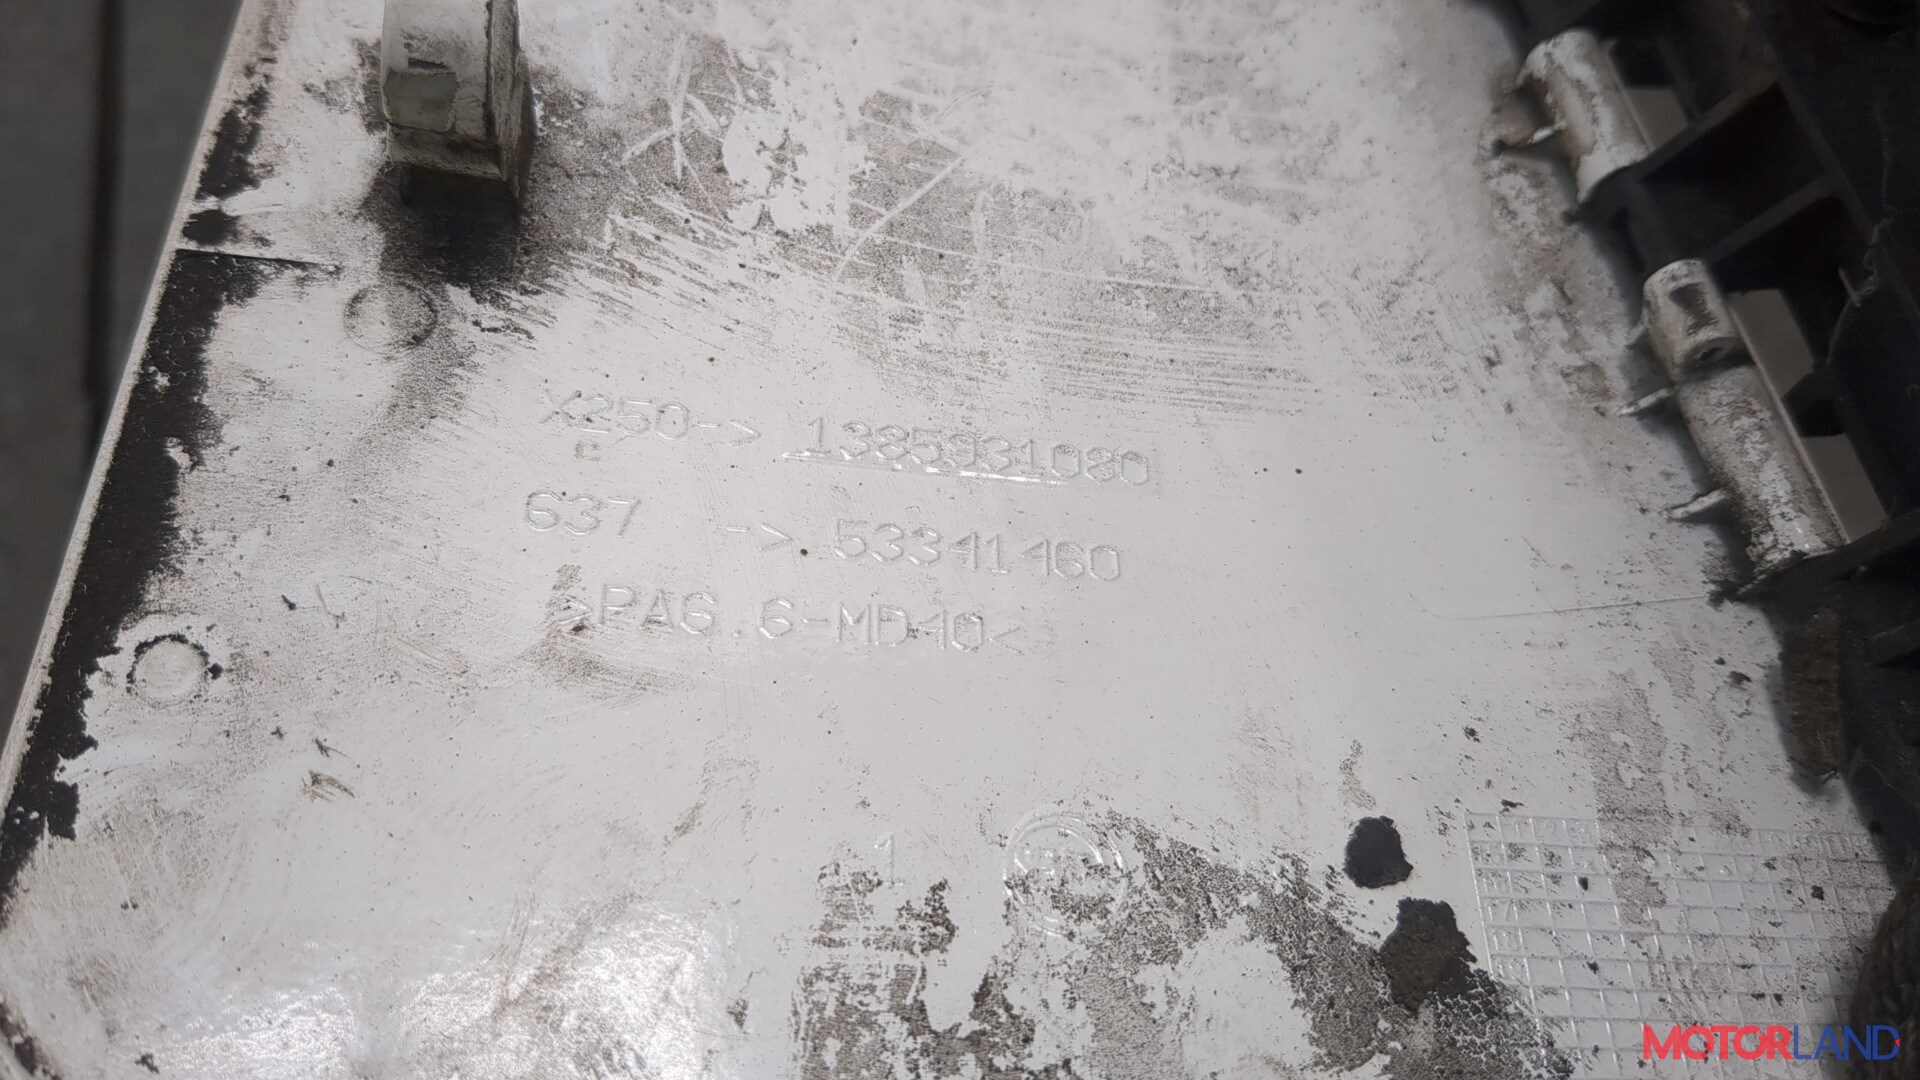 X250-> 1385931080
637 -> 53341460
>PA6.6-MD40<
1
MOTORLAND